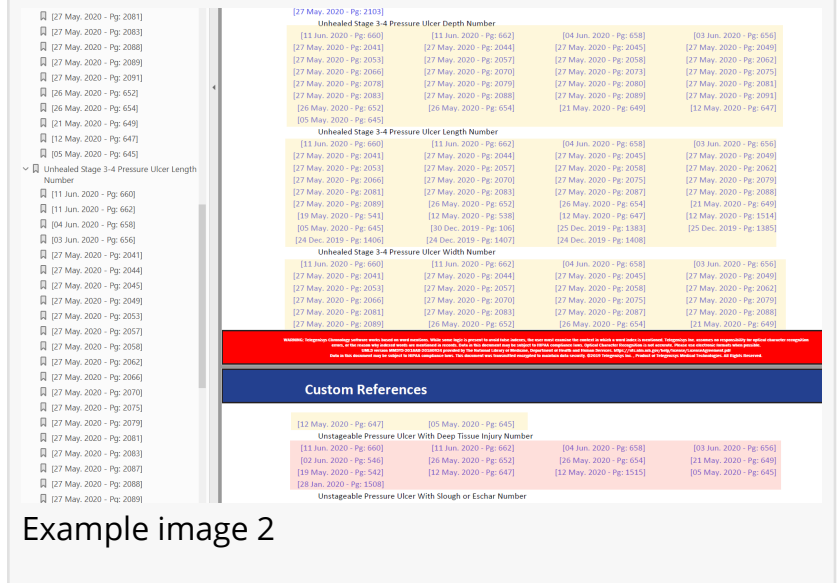 [27 May. 2020 - Pg: 2081]
[27 May. 2020 - Pg: 2083]
[27 May. 2020 - Pg: 2088]
[27 May. 2020 - Pg: 2089]
[27 May. 2020 - Pg: 2091]
[26 May. 2020 - Pg: 652]
[26 May. 2020 - Pg: 654]
[21 May. 2020 - Pg: 649]
[12 May. 2020 - Pg: 647]
[05 May. 2020 - Pg: 645]
Unhealed Stage 3-4 Pressure Ulcer Length
Number
[11 Jun. 2020 - Pg: 660]
[11 Jun. 2020 - Pg: 662]
[04 Jun. 2020 - Pg: 658]
[03 Jun. 2020 - Pg: 656]
[27 May. 2020 - Pg: 2041]
[27 May. 2020 - Pg: 2044]
[27 May. 2020 - Pg: 2045]
[27 May. 2020 - Pg: 2049]
[27 May. 2020 - Pg: 2053]
[27 May. 2020 - Pg: 2057]
[27 May. 2020 - Pg: 2058]
[27 May. 2020 - Pg: 2062]
[27 May. 2020 - Pg: 2066]
[27 May. 2020 - Pg: 2070]
[27 May. 2020 - Pg: 2075]
[27 May. 2020 - Pg: 2079]
[27 May. 2020 - Pg: 2081]
[27 May. 2020 - Pg: 2083]
[27 May. 2020 - Pg: 2087]
[27 May. 2020 - Pg: 2088]
[27 May. 2020 - Pg: 2089]
[27 May. 2020 - Pg: 2103]
Unhealed Stage 3-4 Pressure Ulcer Depth Number
[11 Jun. 2020 - Pg: 660] [11 Jun. 2020 - Pg: 662] [04 Jun. 2020 - Pg: 658] [03 Jun. 2020 - Pg: 656]
[27 May. 2020 - Pg: 2041] [27 May. 2020 - Pg: 2044] [27 May. 2020 - Pg: 2045] [27 May. 2020 - Pg: 2049]
[27 May. 2020 - Pg: 2053] [27 May. 2020 - Pg: 2057] [27 May. 2020 - Pg: 2058] [27 May. 2020 - Pg: 2062]
[27 May. 2020 - Pg: 2066] [27 May. 2020 - Pg: 2070] [27 May. 2020 - Pg: 2073] [27 May. 2020 - Pg: 2075]
[27 May. 2020 - Pg: 2078] [27 May. 2020 - Pg: 2079] [27 May. 2020 - Pg: 2080] [27 May. 2020 - Pg: 2081]
[27 May. 2020 - Pg: 2083] [27 May. 2020 - Pg: 2088] [27 May. 2020 - Pg: 2089] [27 May. 2020 - Pg: 2091]
[26 May. 2020 - Pg: 652] [26 May. 2020 - Pg: 654] [21 May. 2020 - Pg: 649] [12 May. 2020 - Pg: 647]
[05 May. 2020 - Pg: 645]
Unhealed Stage 3-4 Pressure Ulcer Length Number
[11 Jun. 2020 - Pg: 660] [11 Jun. 2020 - Pg: 662] [04 Jun. 2020 - Pg: 658] [03 Jun. 2020 - Pg: 656]
[27 May. 2020 - Pg: 2041] [27 May. 2020 - Pg: 2044] [27 May. 2020 - Pg: 2045] [27 May. 2020 - Pg: 2049]
[27 May. 2020 - Pg: 2053] [27 May. 2020 - Pg: 2057] [27 May. 2020 - Pg: 2058] [27 May. 2020 - Pg: 2062]
[27 May. 2020 - Pg: 2066] [27 May. 2020 - Pg: 2070] [27 May. 2020 - Pg: 2075] [27 May. 2020 - Pg: 2079]
[27 May. 2020 - Pg: 2081] [27 May. 2020 - Pg: 2083] [27 May. 2020 - Pg: 2087] [27 May. 2020 - Pg: 2088]
[27 May. 2020 - Pg: 2089] [26 May. 2020 - Pg: 652] [26 May. 2020 - Pg: 654] [21 May. 2020 - Pg: 649]
[19 May. 2020 - Pg: 541] [12 May. 2020 - Pg: 538] [12 May. 2020 - Pg: 647] [12 May. 2020 - Pg: 1514]
[05 May. 2020 - Pg: 645] [30 Dec. 2019 - Pg: 106] [25 Dec. 2019 - Pg: 1383] [25 Dec. 2019 - Pg: 1385]
[24 Dec. 2019 - Pg: 1406] [24 Dec. 2019 - Pg: 1407] [24 Dec. 2019 - Pg: 1408]
Unhealed Stage 3-4 Pressure Ulcer Width Number
[11 Jun. 2020 - Pg: 660] [11 Jun. 2020 - Pg: 662] [04 Jun. 2020 - Pg: 658] [03 Jun. 2020 - Pg: 656]
[27 May. 2020 - Pg: 2041] [27 May. 2020 - Pg: 2044] [27 May. 2020 - Pg: 2045] [27 May. 2020 - Pg: 2049]
[27 May. 2020 - Pg: 2053] [27 May. 2020 - Pg: 2057] [27 May. 2020 - Pg: 2058] [27 May. 2020 - Pg: 2062]
[27 May. 2020 - Pg: 2066] [27 May. 2020 - Pg: 2070] [27 May. 2020 - Pg: 2075] [27 May. 2020 - Pg: 2079]
[27 May. 2020 - Pg: 2081] [27 May. 2020 - Pg: 2083] [27 May. 2020 - Pg: 2087] [27 May. 2020 - Pg: 2088]
[27 May. 2020 - Pg: 2089] [26 May. 2020 - Pg: 652] [26 May. 2020 - Pg: 654] [21 May. 2020 - Pg: 649]
Custom References
[12 May. 2020 - Pg: 647] [05 May. 2020 - Pg: 645]
Unstageable Pressure Ulcer With Deep Tissue Injury Number
[11 Jun. 2020 - Pg: 660] [11 Jun. 2020 - Pg: 662] [04 Jun. 2020 - Pg: 658] [03 Jun. 2020 - Pg: 656]
[02 Jun. 2020 - Pg: 546] [26 May. 2020 - Pg: 652] [26 May. 2020 - Pg: 654] [21 May. 2020 - Pg: 649]
[19 May. 2020 - Pg: 542] [12 May. 2020 - Pg: 647] [12 May. 2020 - Pg: 1515] [05 May. 2020 - Pg: 645]
[28 Jan. 2020 - Pg: 1508]
Unstageable Pressure Ulcer With Slough or Eschar Number
Example image 2